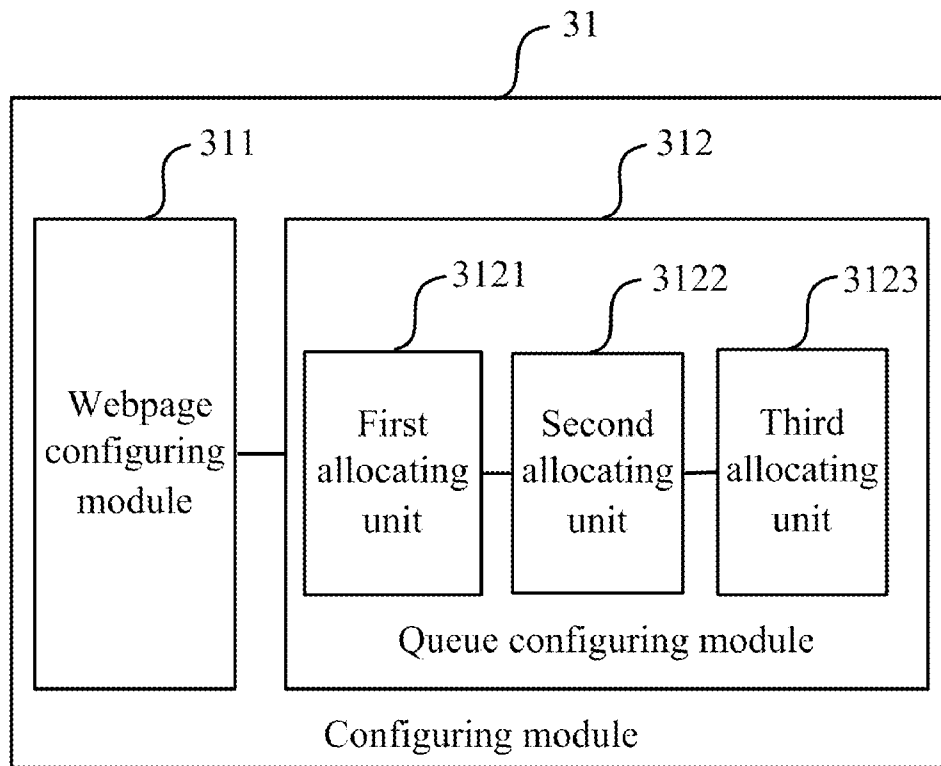 31
311
312
3121
3122
3123
Webpage
configuring
module
First
allocating
unit
Second
allocating
unit
Third
allocating
unit
Queue configuring module
Configuring module